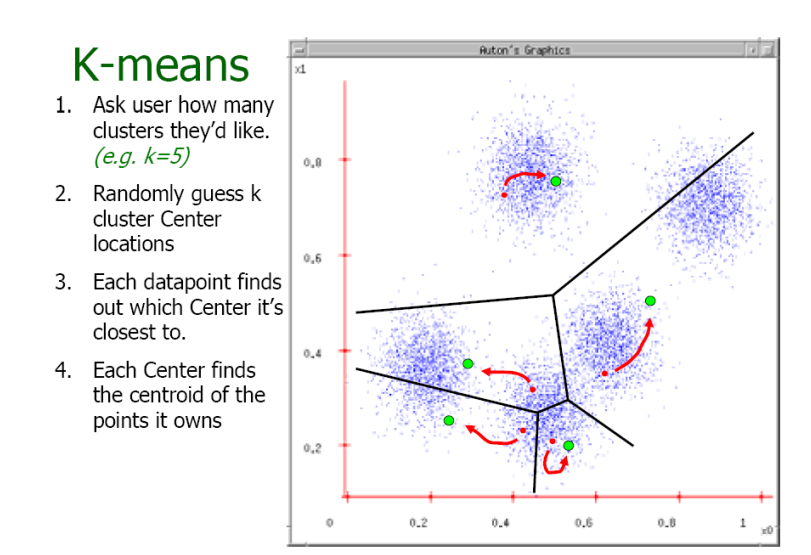 K-means
1. Ask user how many
clusters they'd like.
(e.g. k=5)
2. Randomly guess k
cluster Center
locations
3. Each datapoint finds
out which Center it's
closest to.
4. Each Center finds
the centroid of the
points it owns
Auton's Graphics
x1
0.8
0.6
0.4
0.2
0 0.2 0.4 0.6 0.8 1 x0